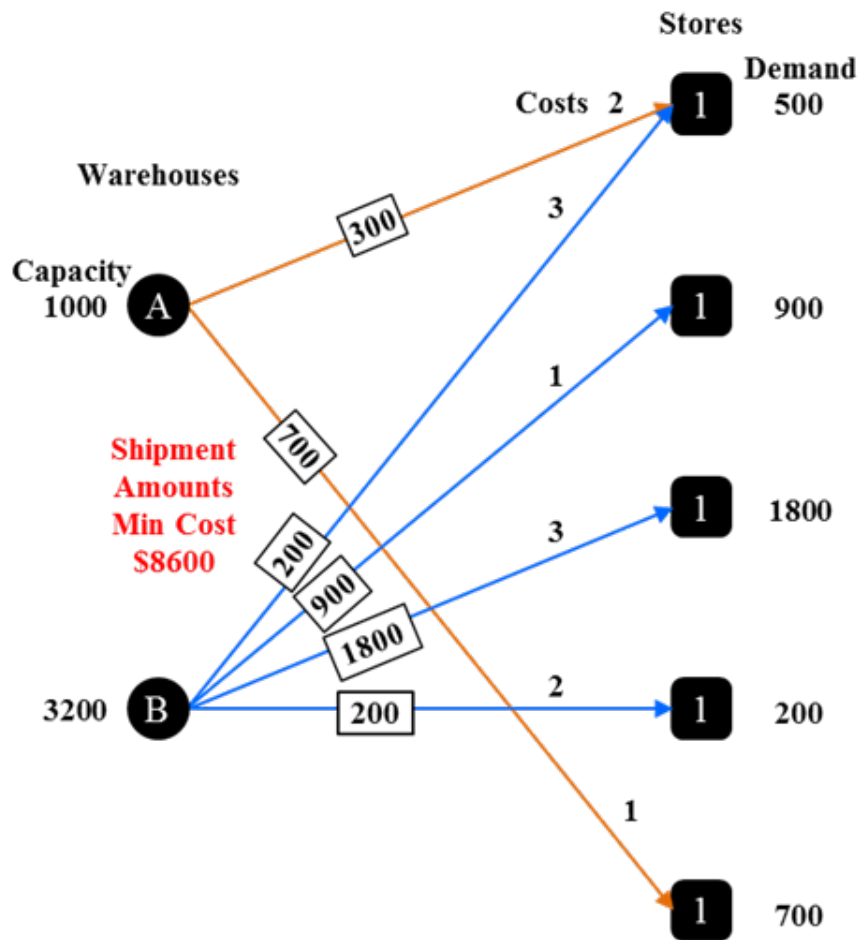 Stores
Demand
Costs 2
1
500
Warehouses
3
300
Capacity
1000
A
1
900
1
700
Shipment
Amounts
Min Cost
$8600
3
1
1800
200
900
1800
3200
B
200
2
1
200
1
1
700